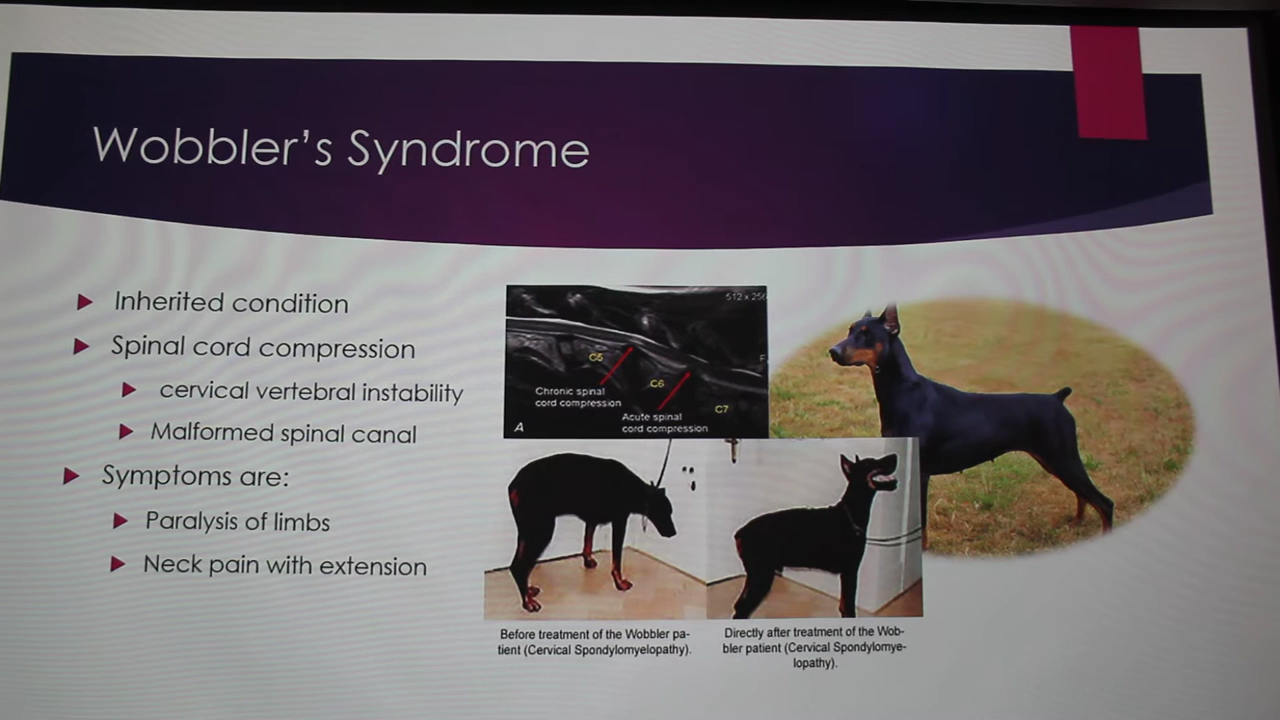 Wobbler's Syndrome
Inherited condition
Spinal cord compression
cervical vertebral instability
Malformed spinal canal
Symptoms are:
Paralysis of limbs
Neck pain with extension
512 x 256
C5
C6
C7
Chronic spinal
cord compression
Acute spinal
cord compression
A
Before treatment of the Wobbler pa-
tient (Cervical Spondylomyelopathy).
Directly after treatment of the Wob-
bler patient (Cervical Spondylomye-
lopathy).